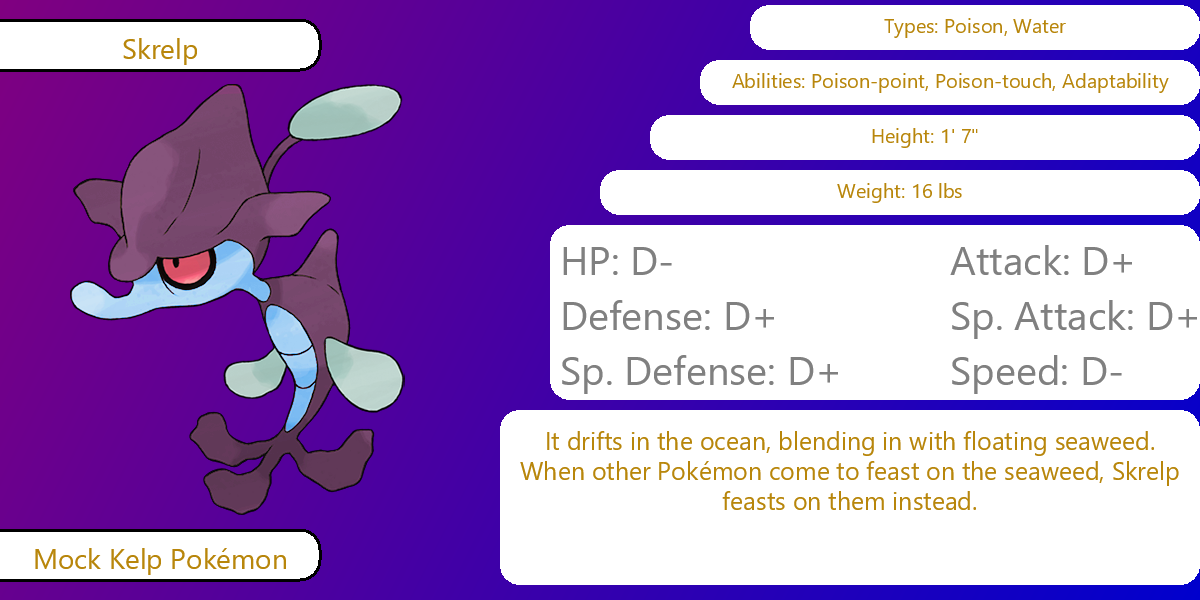 Skrelp
Types: Poison, Water
Abilities: Poison-point, Poison-touch, Adaptability
Height: 1' 7"
Weight: 16 lbs
HP: D-
Attack: D+
Defense: D+
Sp. Attack: D+
Sp. Defense: D+
Speed: D-
It drifts in the ocean, blending in with floating seaweed.
When other Pokémon come to feast on the seaweed, Skrelp
feasts on them instead.
Mock Kelp Pokémon